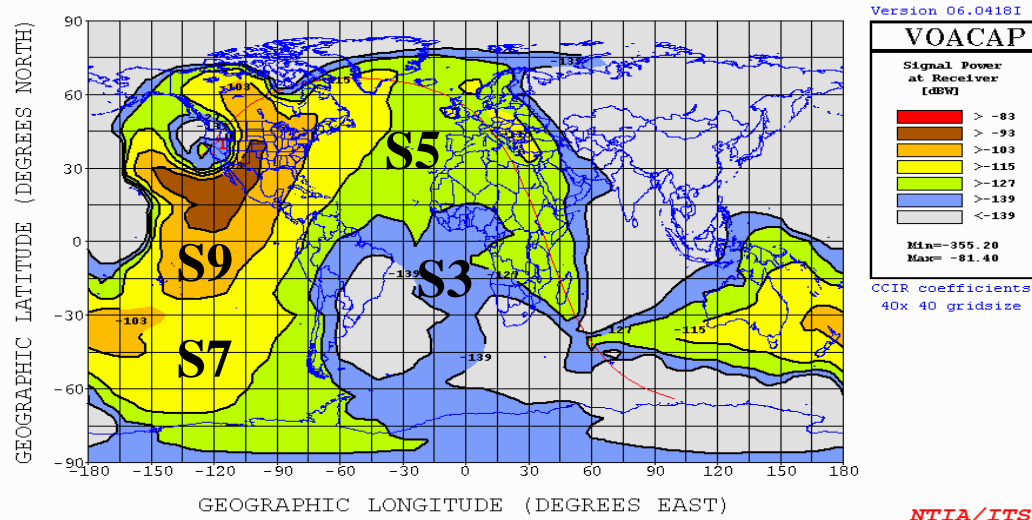 Version 06.0418I
VOACAP
Signal Power
at Receiver
[dBW]
> -83
> -93
>-103
>-115
>-127
>-139
<-139
Min=-355.20
Max= -81.40
CCIR coefficients
40x 40 gridsize
NTIA/ITS
GEOGRAPHIC LATITUDE (DEGREES NORTH)
90
60
30
0
-30
-60
-90
-115
-139
-103
T
S5
S9
S3
-139
-127
-103
-127
-115
S7
-139
-180 -150 -120 -90 -60 -30 0 30 60 90 120 150 180
GEOGRAPHIC LONGITUDE (DEGREES EAST)